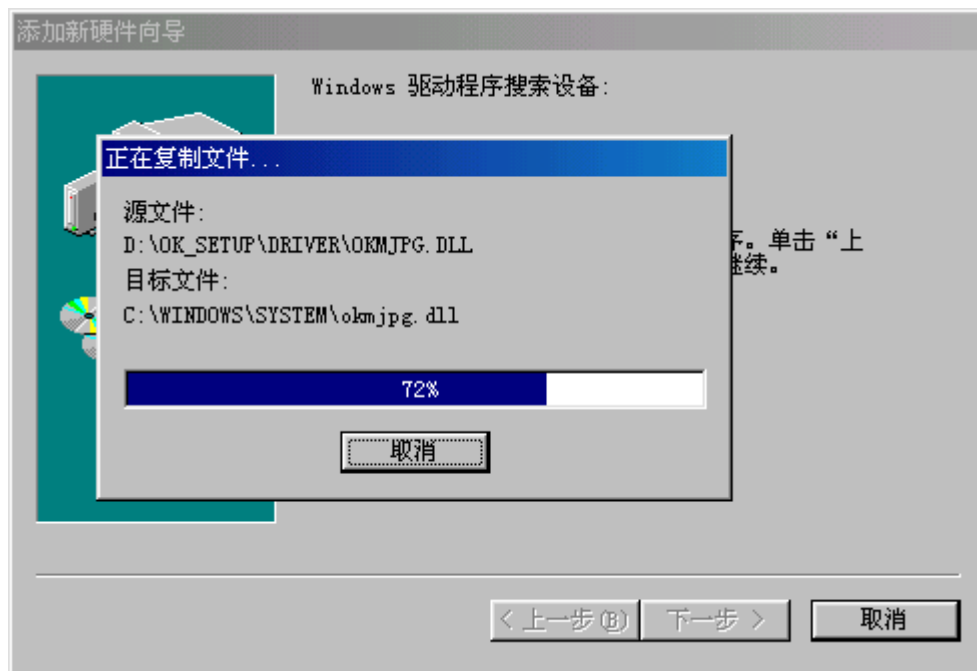 添加新硬件向导
Windows 驱动程序搜索设备:
正在复制文件...
源文件:
D:\OK_SETUP\DRIVER\OKMJPG.DLL
目标文件:
C:\WINDOWS\SYSTEM\okmjpg.dll
序。单击“上
继续。
72%
取消
< 上一步(B)
下一步 >
取消